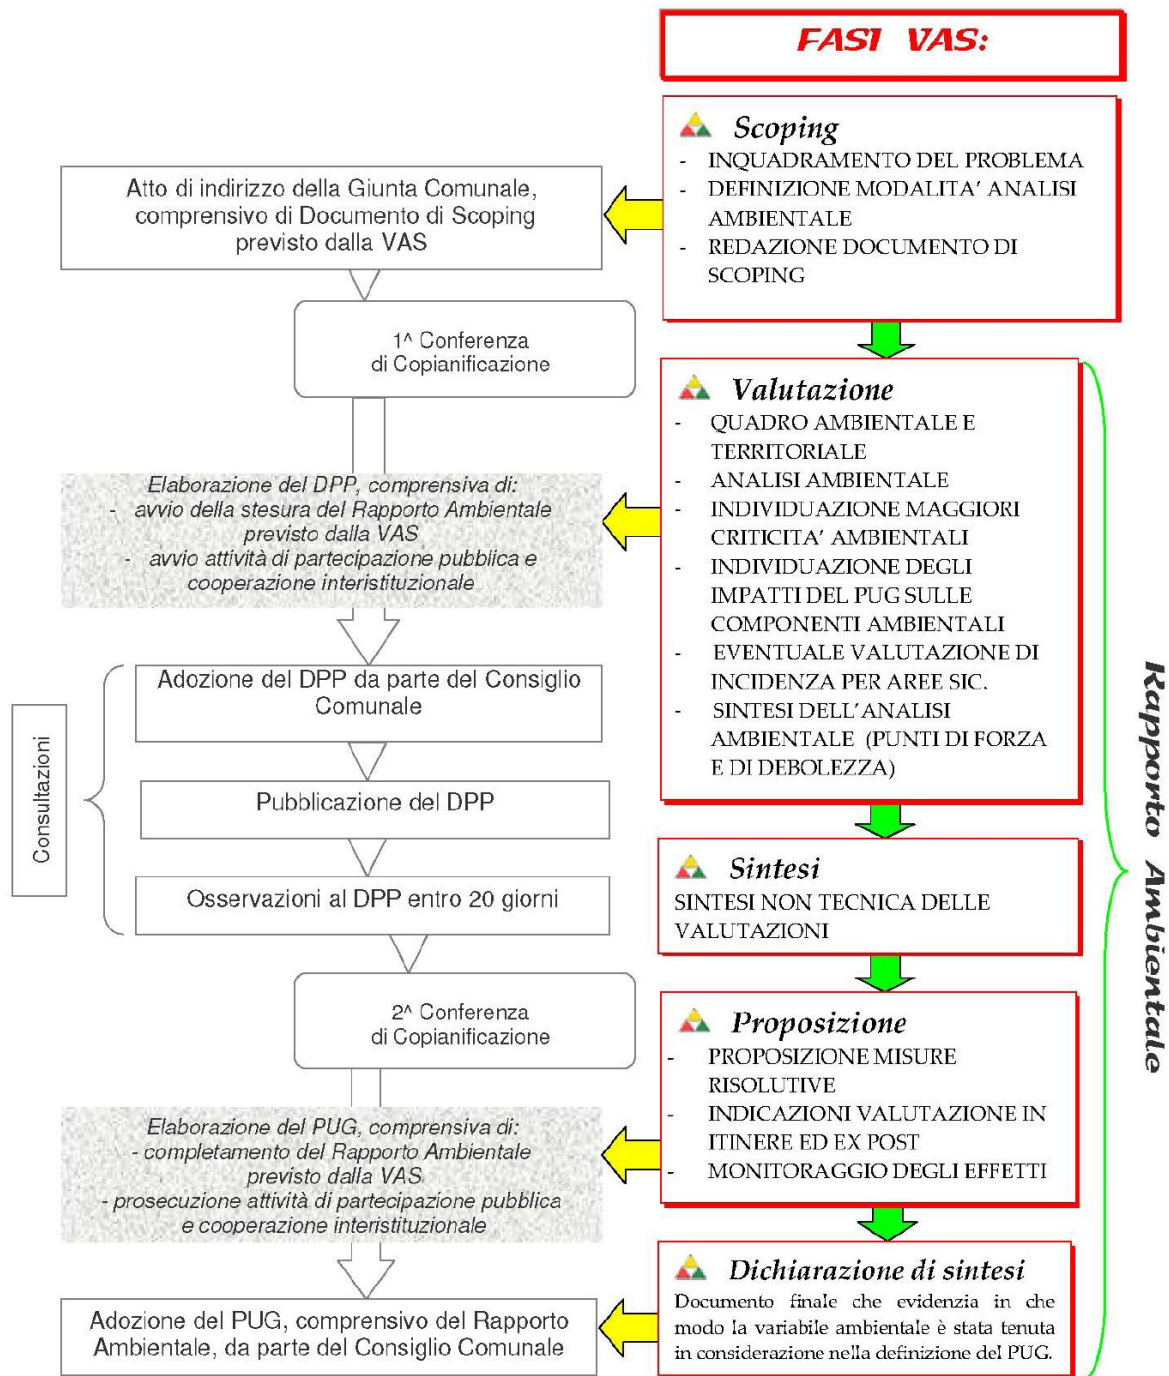 FASI VAS:
Scoping
- INQUADRAMENTO DEL PROBLEMA
- DEFINIZIONE MODALITA' ANALISI
AMBIENTALE
- REDAZIONE DOCUMENTO DI
SCOPING
Atto di indirizzo della Giunta Comunale,
comprensivo di Documento di Scoping
previsto dalla VAS
1^ Conferenza
di Copianificazione
Valutazione
- QUADRO AMBIENTALE E
TERRITORIALE
- ANALISI AMBIENTALE
- INDIVIDUAZIONE MAGGIORI
CRITICITA' AMBIENTALI
- INDIVIDUAZIONE DEGLI
IMPATTI DEL PUG SULLE
COMPONENTI AMBIENTALI
- EVENTUALE VALUTAZIONE DI
INCIDENZA PER AREE SIC.
- SINTESI DELL'ANALISI
AMBIENTALE (PUNTI DI FORZA
E DI DEBOLEZZA)
Elaborazione del DPP, comprensiva di:
- avvio della stesura del Rapporto Ambientale
previsto dalla VAS
- avvio attività di partecipazione pubblica e
cooperazione interistituzionale
Consultazioni
Adozione del DPP da parte del Consiglio
Comunale
Pubblicazione del DPP
Osservazioni al DPP entro 20 giorni
Sintesi
SINTESI NON TECNICA DELLE
VALUTAZIONI
2^ Conferenza
di Copianificazione
Proposizione
- PROPOSIZIONE MISURE
RISOLUTIVE
- INDICAZIONI VALUTAZIONE IN
ITINERE ED EX POST
- MONITORAGGIO DEGLI EFFETTI
Elaborazione del PUG, comprensiva di:
- completamento del Rapporto Ambientale
previsto dalla VAS
- prosecuzione attività di partecipazione pubblica
e cooperazione interistituzionale
Dichiarazione di sintesi
Documento finale che evidenzia in che
modo la variabile ambientale è stata tenuta
in considerazione nella definizione del PUG.
Adozione del PUG, comprensivo del Rapporto
Ambientale, da parte del Consiglio Comunale
Rapporto Ambientale